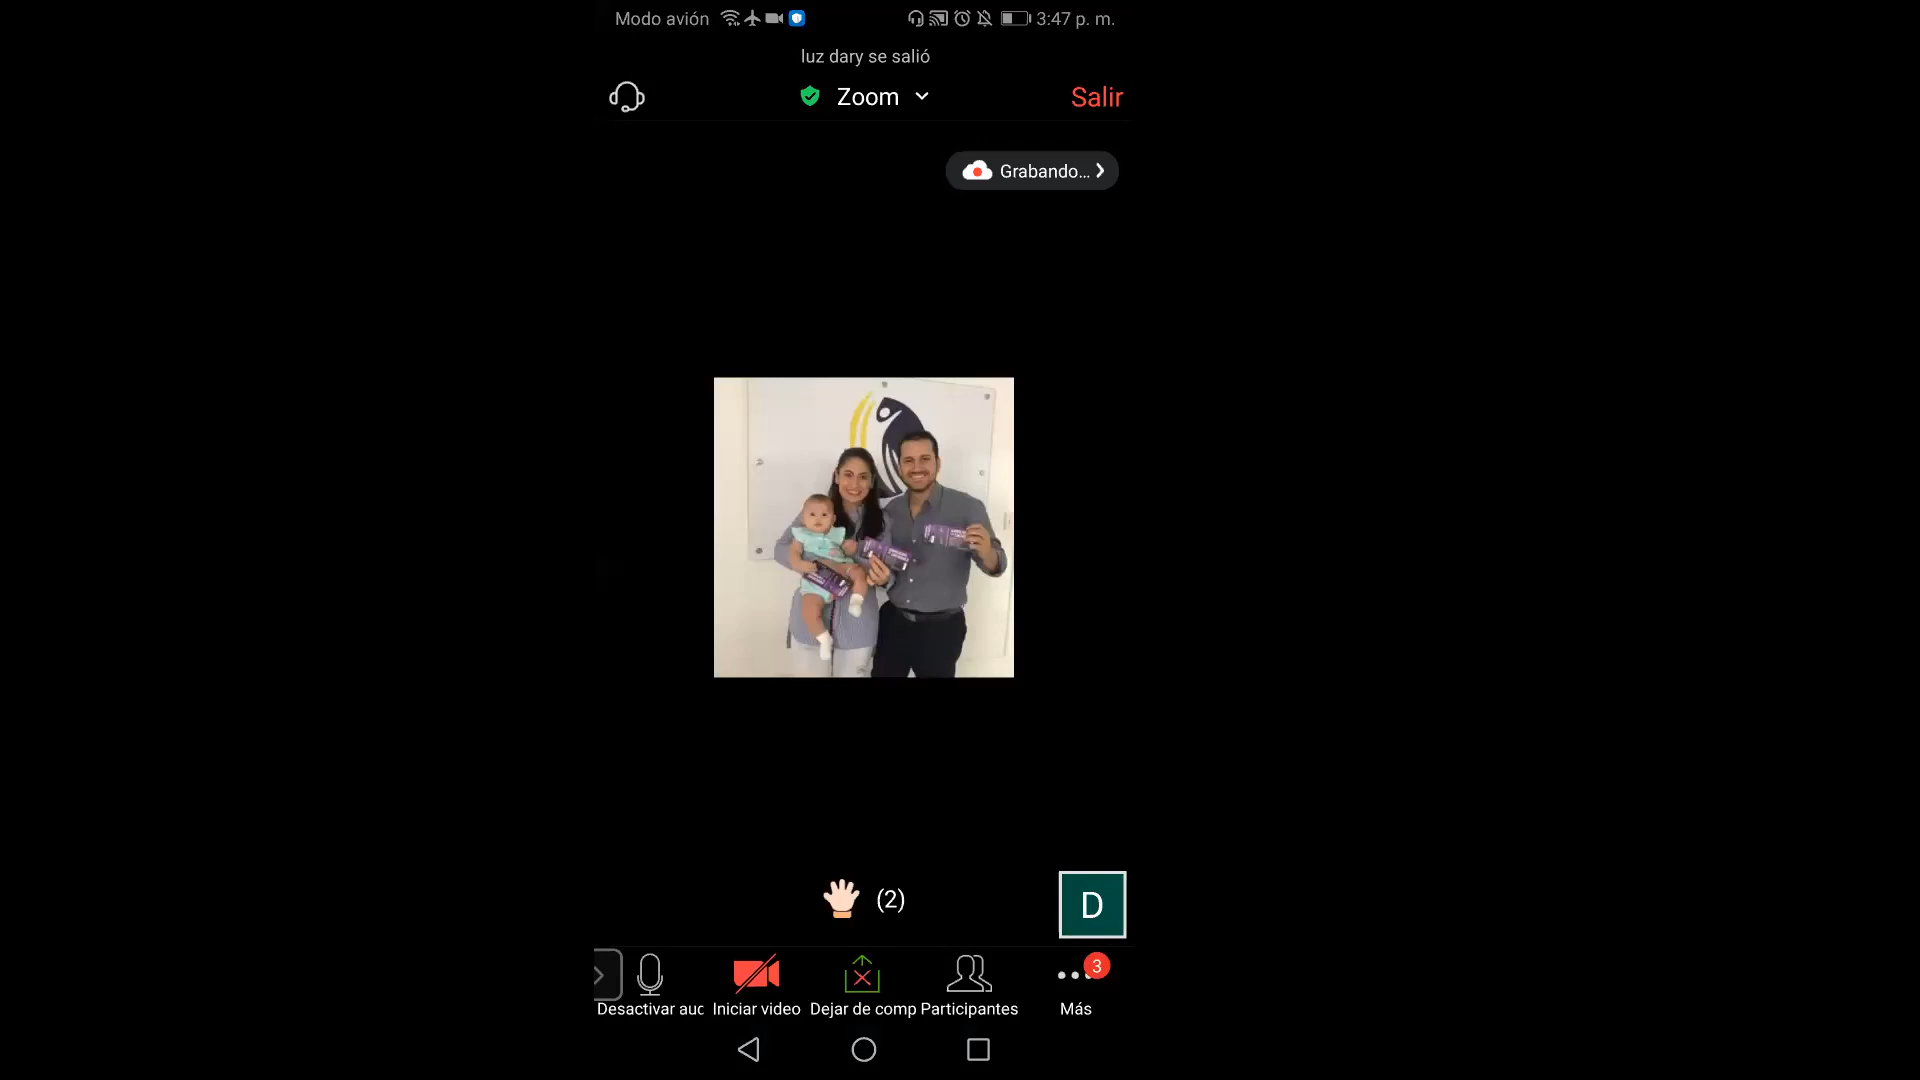 Modo avión
3:47 p. m.
luz dary se salió
Zoom
Salir
Grabando...
(2)
D
3
Desactivar auc
Iniciar video
Dejar de comp
Participantes
Más